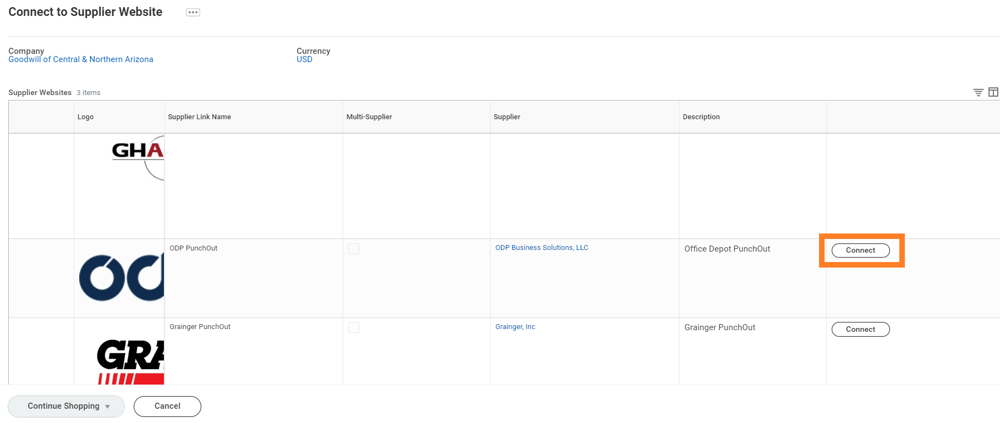 Connect to Supplier Website
Company
Goodwill of Central & Northern Arizona
Currency
USD
Supplier Websites 3 items
Logo Supplier Link Name Multi-Supplier Supplier Description
GHA
ODP PunchOut ODP Business Solutions, LLC Office Depot PunchOut Connect
Grainger PunchOut Grainger, Inc Grainger PunchOut Connect
GRA
Continue Shopping Cancel